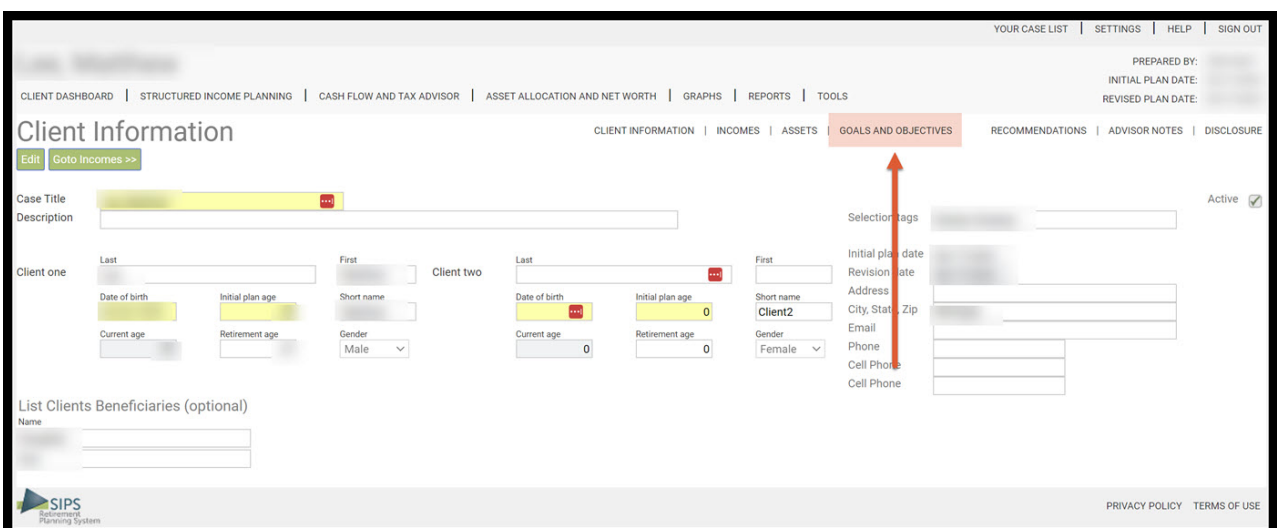 YOUR CASE LIST | SETTINGS | HELP | SIGN OUT
PREPARED BY:
INITIAL PLAN DATE:
CLIENT DASHBOARD | STRUCTURED INCOME PLANNING | CASH FLOW AND TAX ADVISOR | ASSET ALLOCATION AND NET WORTH | GRAPHS | REPORTS | TOOLS
REVISED PLAN DATE:
Client Information
CLIENT INFORMATION | INCOMES | ASSETS | GOALS AND OBJECTIVES RECOMMENDATIONS | ADVISOR NOTES | DISCLOSURE
Edit Goto Incomes >>
Case Title Active
Description Selection tags
Initial plan date
Last First Last First
Client one Client two Revision date
Address
Date of birth Initial plan age Short name Date of birth Initial plan age Short name
0 Client2 City, State, Zip
Email
Current age Retirement age Gender Current age Retirement age Gender
Male 0 0 Female Phone
Cell Phone
Cell Phone
List Clients Beneficiaries (optional)
Name
SIPS
Retirement
Planning System
PRIVACY POLICY TERMS OF USE